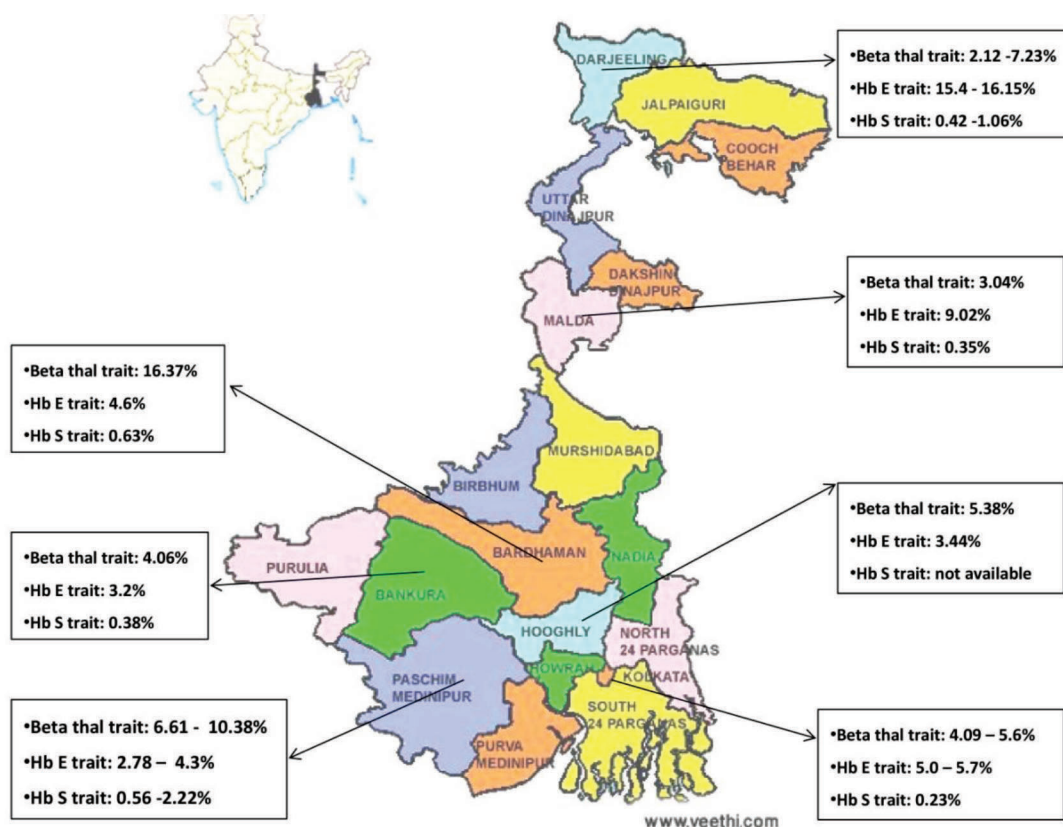 DARJEELING
•Beta thal trait: 2.12 -7.23%
•Hb E trait: 15.4 - 16.15%
•Hb S trait: 0.42 -1.06%
JALPAIGURI
COOCH
BEHAR
UTTAR
DINAJPUR
DAKSHIN
DINAJPUR
MALDA
•Beta thal trait: 3.04%
•Hb E trait: 9.02%
•Hb S trait: 0.35%
•Beta thal trait: 16.37%
•Hb E trait: 4.6%
•Hb S trait: 0.63%
MURSHIDABAD
BIRBHUM
•Beta thal trait: 5.38%
•Hb E trait: 3.44%
•Hb S trait: not available
BARDHAMAN
NADIA
PURULIA
BANKURA
•Beta thal trait: 4.06%
•Hb E trait: 3.2%
•Hb S trait: 0.38%
HOOGHLY
NORTH
24 PARGANAS
HOWRAH
KOLKATA
PASCHIM
MEDINIPUR
SOUTH
24 PARGANAS
PURVA
MEDINIPUR
•Beta thal trait: 6.61 - 10.38%
•Hb E trait: 2.78 – 4.3%
•Hb S trait: 0.56 -2.22%
•Beta thal trait: 4.09 – 5.6%
•Hb E trait: 5.0 – 5.7%
•Hb S trait: 0.23%
www.veethi.com